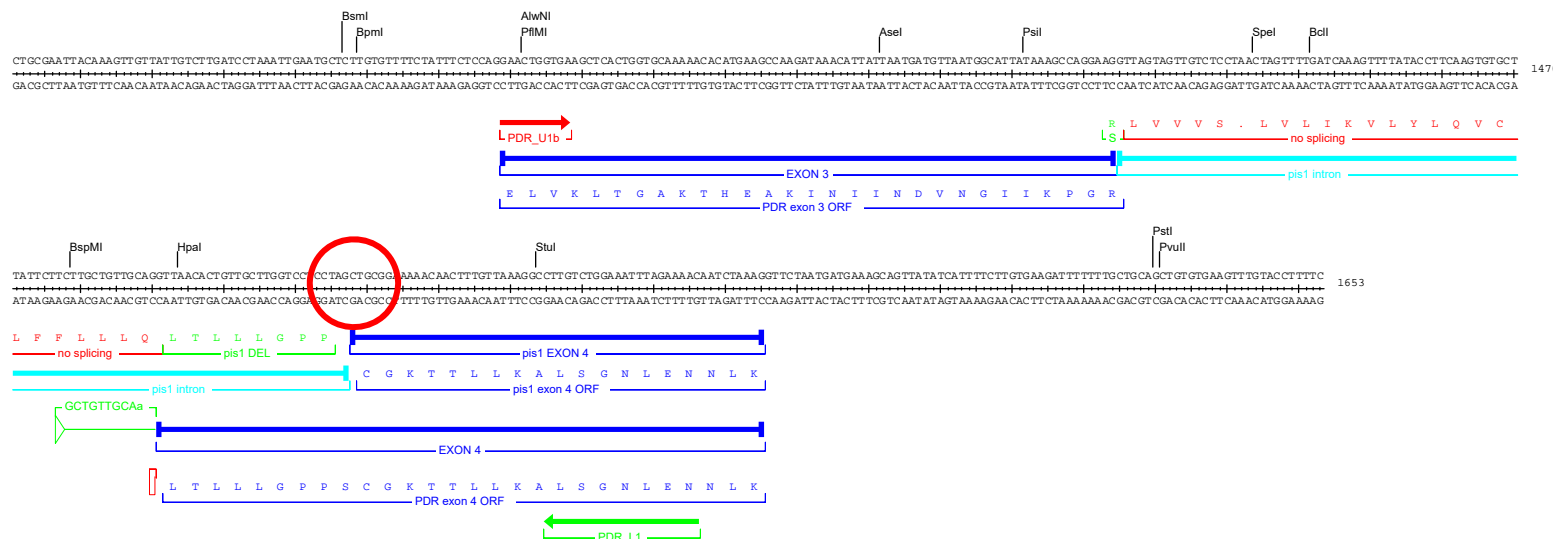 AlwNI
BsmI PflMI
BpmI AseI PsiI SpeI BclI
CTGCGAATTACAAAGTTGTTATTGTCTTGATCCTAAATTGAATGCTCTTGTGTTTTCTATTTCTCCAGGAACTGGTGAAGCTCACTGGTGCAAAAACACATGAAGCCAAGATAAACATTATTAATGATGTTAATGGCATTATAAAGCCAGGAAGGTTAGTAGTTGTCTCCTAACTAGTTTTGATCAAAGTTTTATACCTTCAAGTGTGCT
GACGCTTAATGTTTCAACAATAACAGAACTAGGATTTAACTTACGAGAACACAAAAGATAAAGAGGTCCTTGACCACTTCGAGTGACCACGTTTTTGTGTACTTCGGTTCTATTTGTAATAATTACTACAATTACCGTAATATTTCGGTCCTTCCAATCATCAACAGAGGATTGATCAAAACTAGTTTCAAAATATGGAAGTTCACACGA
R L V V V S . L V L I K V L Y L Q V C
PDR_U1b S no splicing
EXON 3 pis1 intron
E L V K L T G A K T H E A K I N I I N D V N G I I K P G R
PDR exon 3 ORF
BspMI HpaI StuI PstI
PvuII
TATTCTTCTTGCTGTTGCAGGTTAACACTGTTGCTTGGTCCTCCTAGCTGCGGAAAAACAACTTTGTTAAAGGCCTTGTCTGGAAATTTAGAAAACAATCTAAAGGTTCTAATGATGAAAGCAGTTATATCATTTTCTTGTGAAGATTTTTTTGCTGCAGCTGTGTGAAGTTTGTACCTTTTC 1653
ATAAGAAGAACGACAACGTCCAATTGTGACAACGAACCAGGAGGATCGACGCCTTTTTGTTGAAACAATTTCCGGAACAGACCTTTAAATCTTTTGTTAGATTTCCAAGATTACTACTTTCGTCAATATAGTAAAAGAACACTTCTAAAAAAACGACGTCGACACACTTCAAACATGGAAAAG
L F F L L L Q L T L L L G P P
no splicing pis1 DEL pis1 EXON 4
C G K T T L L K A L S G N L E N N L K
pis1 intron pis1 exon 4 ORF
GCTGTTGCAa
EXON 4
P L T L L L G P P S C G K T T L L K A L S G N L E N N L K
PDR exon 4 ORF
PDR_L1